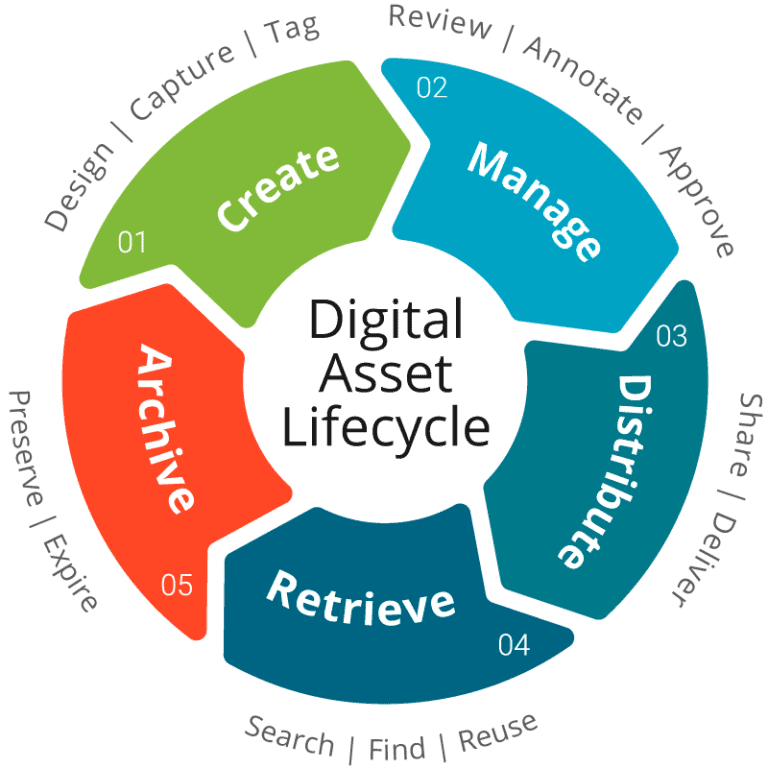 Digital
Asset
Lifecycle
01
Create
Design | Capture | Tag
02
Manage
Review | Annotate | Approve
03
Distribute
Share | Deliver
04
Retrieve
Search | Find | Reuse
05
Archive
Preserve | Expire